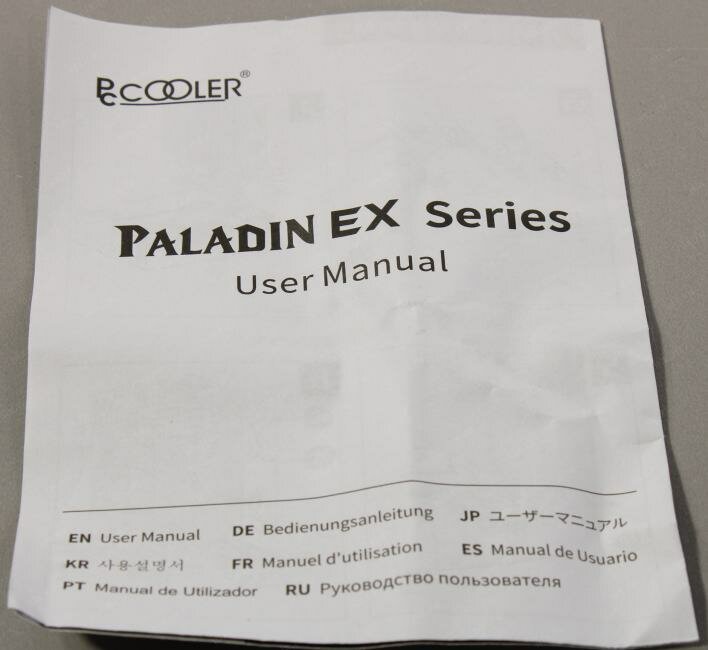 PCCOOLER®
PALADIN EX Series
User Manual
EN User Manual DE Bedienungsanleitung JP ユーザーマニュアル
KR 사용설명서 FR Manuel d'utilisation ES Manual de Usuario
PT Manual de Utilizador RU Руководство пользователя